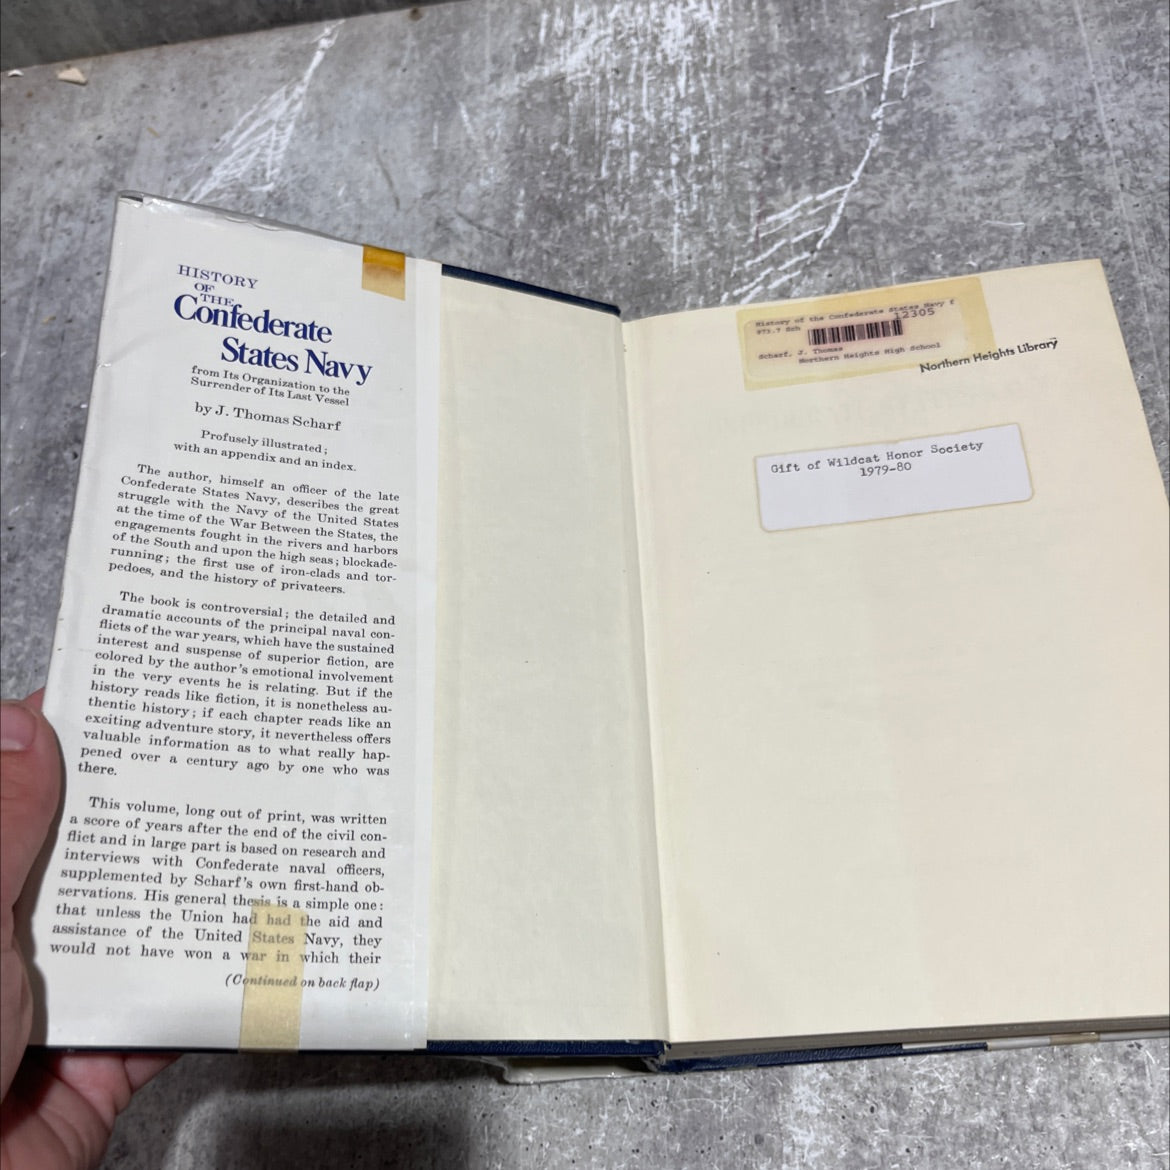 HISTORY
OF
THE
Confederate
States Navy
from Its Organization to the
Surrender of Its Last Vessel
by J. Thomas Scharf
Profusely illustrated;
with an appendix and an index.
The author, himself an officer of the late
Confederate States Navy, describes the great
struggle with the Navy of the United States
at the time of the War Between the States, the
engagements fought in the rivers and harbors
of the South and upon the high seas; blockade-
running; the first use of iron-clads and tor-
pedoes, and the history of privateers.
The book is controversial; the detailed and
dramatic accounts of the principal naval con-
flicts of the war years, which have the sustained
interest and suspense of superior fiction, are
colored by the author's emotional involvement
in the very events he is relating. But if the
history reads like fiction, it is nonetheless au-
thentic history; if each chapter reads like an
exciting adventure story, it nevertheless offers
valuable information as to what really hap-
pened over a century ago by one who was
there.
This volume, long out of print, was written
a score of years after the end of the civil con-
flict and in large part is based on research and
interviews with Confederate naval officers,
supplemented by Scharf's own first-hand ob-
servations. His general thesis is a simple one:
that unless the Union had had the aid and
assistance of the United States Navy, they
would not have won a war in which their
(Continued on back flap)
History of the Confederate States Navy f
973.7 Sch
12305
Scharf, J. Thomas
Northern Heights High School
Northern Heights Library
Gift of Wildcat Honor Society
1979-80